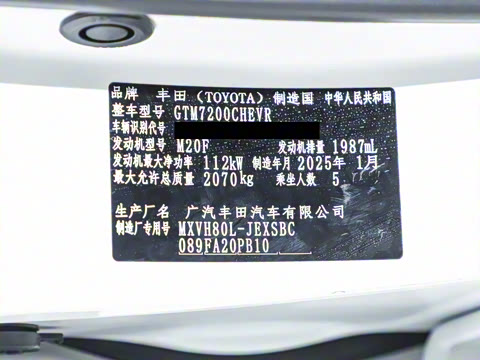 品牌 丰田（TOYOTA）制造国 中华人民共和国
整车型号 GTM7200CHEVR
车辆识别代号
发动机型号 M20F 发动机排量 1987mL
发动机最大净功率 112kW 制造年月 2025年 1月
最大允许总质量 2070kg 乘坐人数 5
生产厂名 广汽丰田汽车有限公司
制造厂专用号 MXVH80L-JEXSBC
089FA20PB10